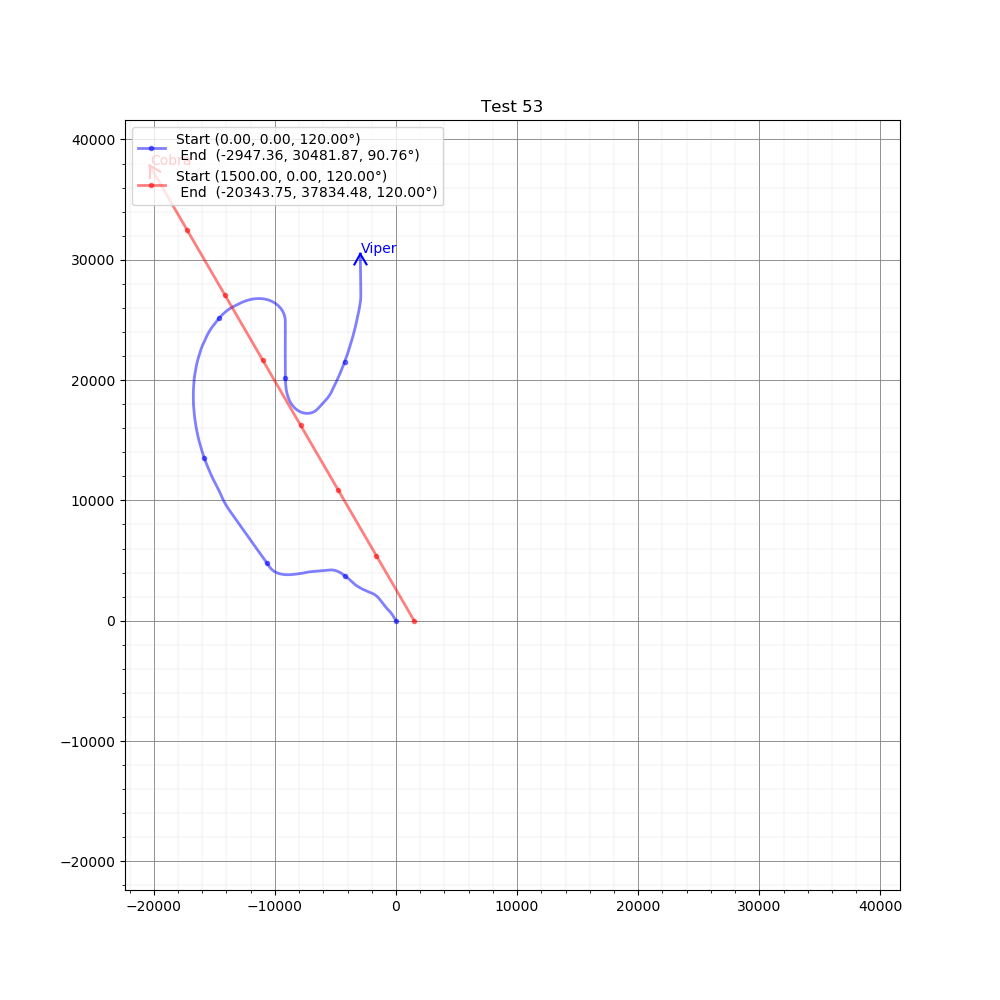 Test 53
Start (0.00, 0.00, 120.00°)
End (-2947.36, 30481.87, 90.76°)
Start (1500.00, 0.00, 120.00°)
End (-20343.75, 37834.48, 120.00°)
Cobra
Viper
40000
30000
20000
10000
0
−10000
−20000
−20000 −10000 0 10000 20000 30000 40000